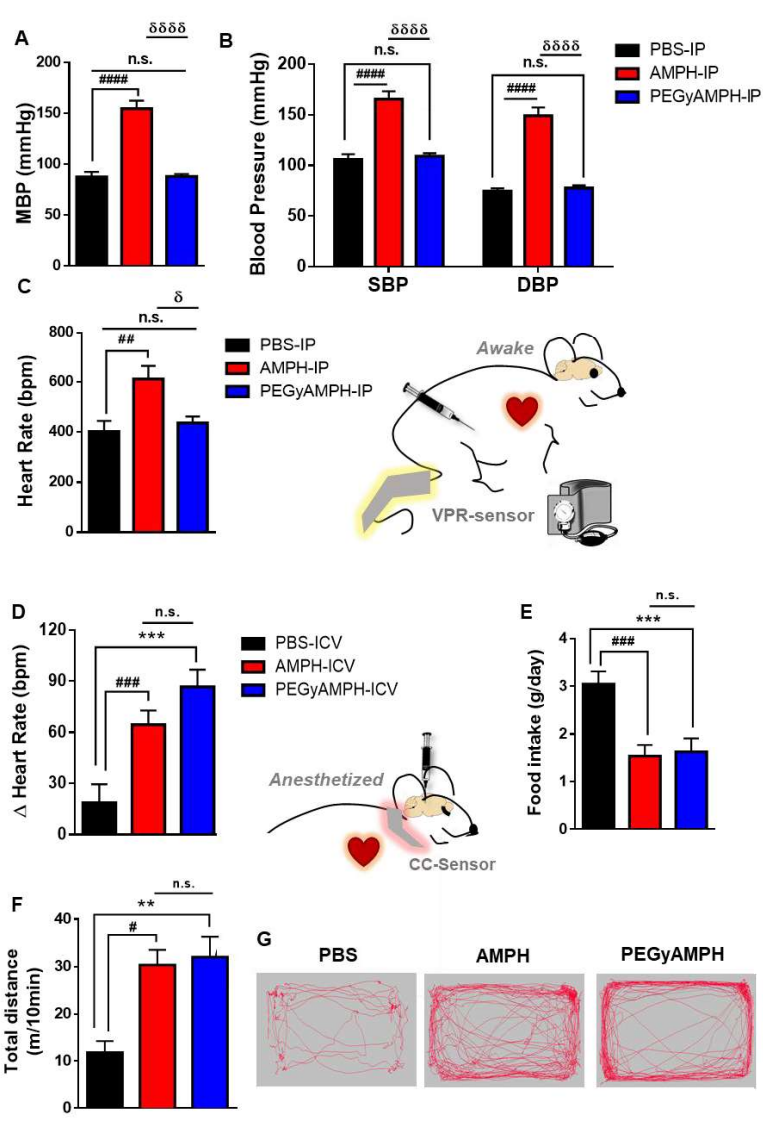 A
δδδδ
n.s.
####
MBP (mmHg)
200
150
100
50
0
B
δδδδ
n.s.
####
δδδδ
n.s.
####
Blood Pressure (mmHg)
200
150
100
50
0
SBP DBP
PBS-IP
AMPH-IP
PEGyAMPH-IP
C
δ
n.s.
##
Heart Rate (bpm)
800
600
400
200
0
PBS-IP
AMPH-IP
PEGyAMPH-IP
Awake
VPR-sensor
D
n.s.
***
###
Δ Heart Rate (bpm)
120
90
60
30
0
PBS-ICV
AMPH-ICV
PEGyAMPH-ICV
Anesthetized
CC-Sensor
E
n.s.
***
###
Food intake (g/day)
4
3
2
1
0
F
n.s.
**
#
Total distance
(m/10min)
40
30
20
10
0
G
PBS AMPH PEGyAMPH